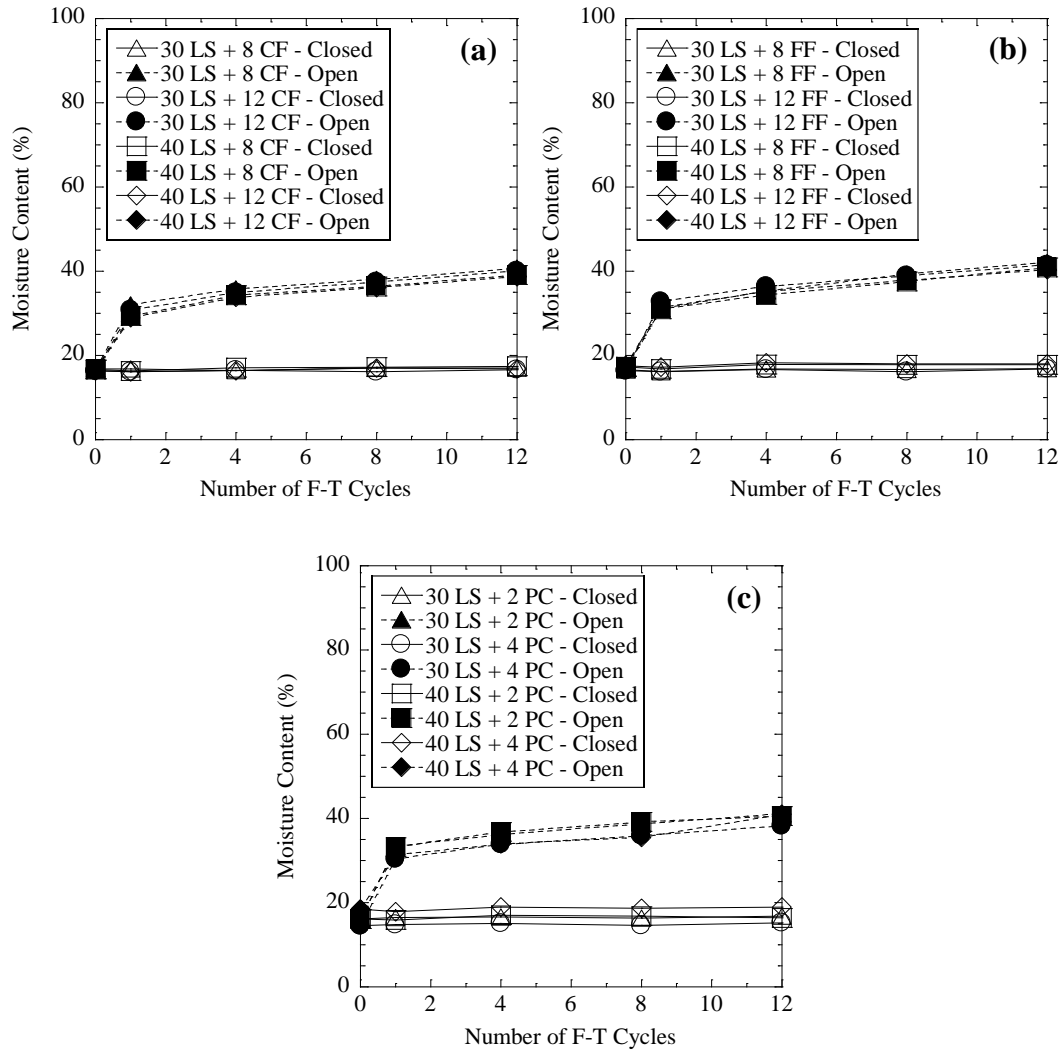 (a)
30 LS + 8 CF - Closed
30 LS + 8 CF - Open
30 LS + 12 CF - Closed
30 LS + 12 CF - Open
40 LS + 8 CF - Closed
40 LS + 8 CF - Open
40 LS + 12 CF - Closed
40 LS + 12 CF - Open
Moisture Content (%)
100
80
60
40
20
0
0 2 4 6 8 10 12
Number of F-T Cycles
(b)
30 LS + 8 FF - Closed
30 LS + 8 FF - Open
30 LS + 12 FF - Closed
30 LS + 12 FF - Open
40 LS + 8 FF - Closed
40 LS + 8 FF - Open
40 LS + 12 FF - Closed
40 LS + 12 FF - Open
Moisture Content (%)
100
80
60
40
20
0
0 2 4 6 8 10 12
Number of F-T Cycles
(c)
30 LS + 2 PC - Closed
30 LS + 2 PC - Open
30 LS + 4 PC - Closed
30 LS + 4 PC - Open
40 LS + 2 PC - Closed
40 LS + 2 PC - Open
40 LS + 4 PC - Closed
40 LS + 4 PC - Open
Moisture Content (%)
100
80
60
40
20
0
0 2 4 6 8 10 12
Number of F-T Cycles